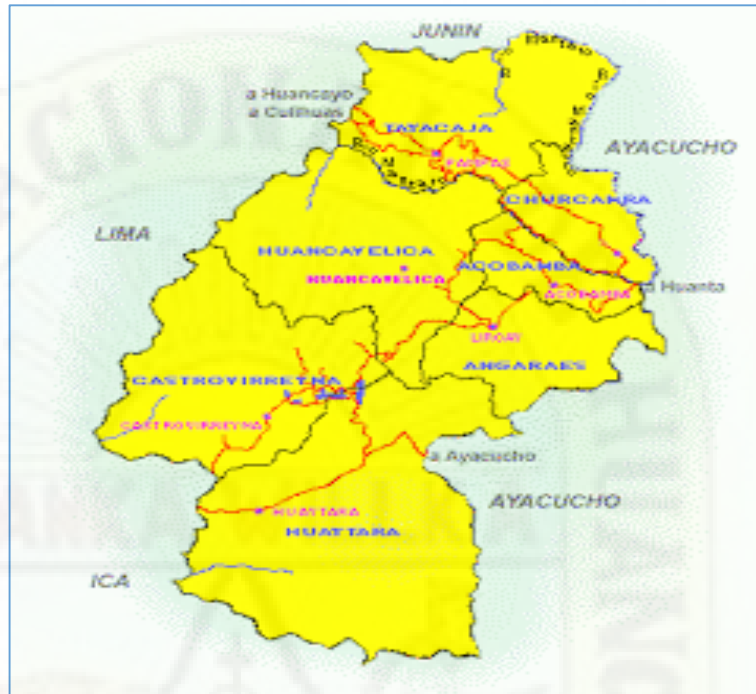 JUNIN
a Huancayo
a Cullhuas
TAYACAJA
PAMPAS
AYACUCHO
CHURCAMPA
LIMA
HUANCAVELICA
HUANCAVELICA
ACOBAMBA
ACOBAMBA
a Huanta
LIRCAY
ANGARAES
CASTROVIRREYNA
CASTROVIRREYNA
a Ayacucho
AYACUCHO
HUAYTARA
HUAYTARA
ICA